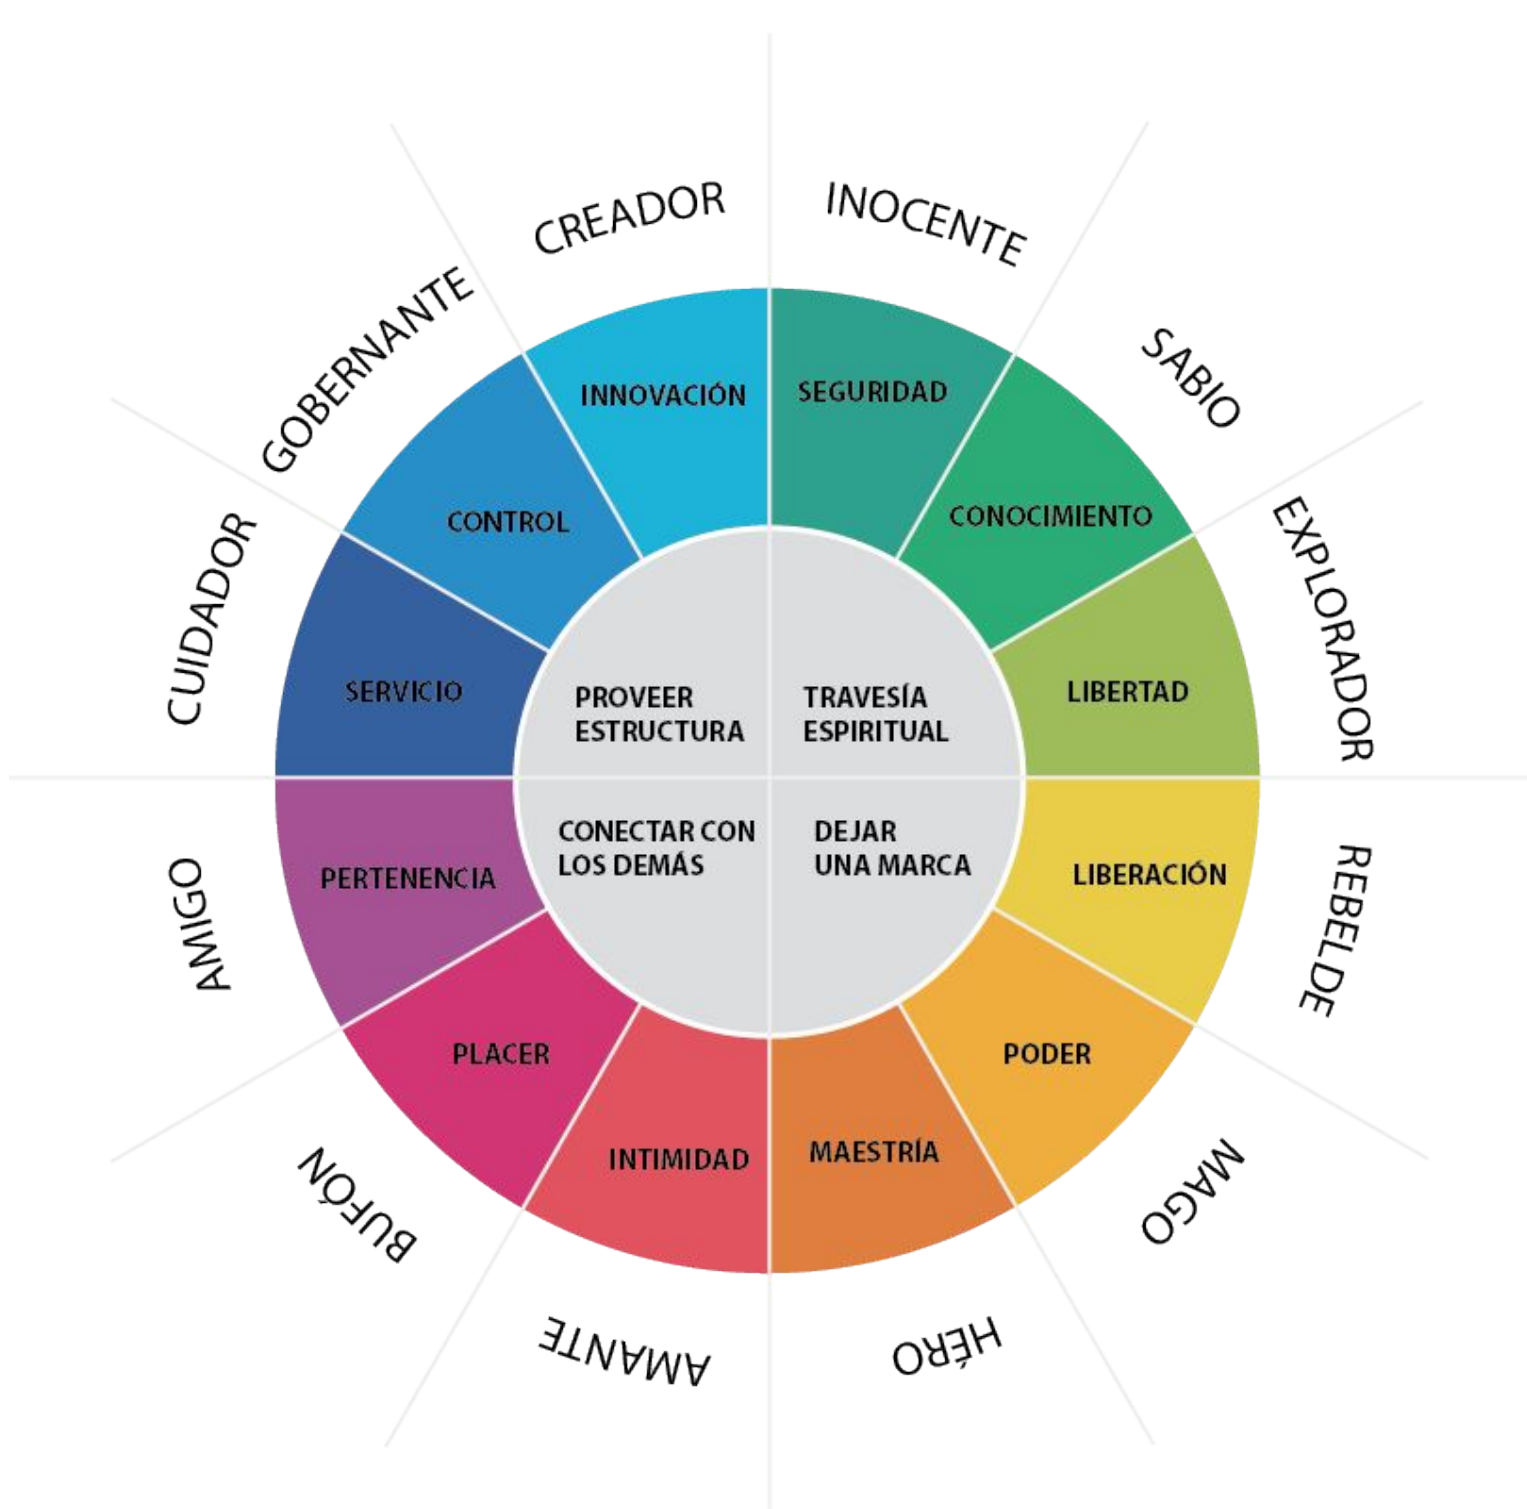 CREADOR
INOCENTE
GOBERNANTE
SABIO
CUIDADOR
EXPLORADOR
AMIGO
REBELDE
BUFÓN
MAGO
AMANTE
HÉRO
INNOVACIÓN
SEGURIDAD
CONTROL
CONOCIMIENTO
SERVICIO
LIBERTAD
PERTENENCIA
LIBERACIÓN
PLACER
PODER
INTIMIDAD
MAESTRÍA
PROVEER
ESTRUCTURA
TRAVESÍA
ESPIRITUAL
CONECTAR CON
LOS DEMÁS
DEJAR
UNA MARCA